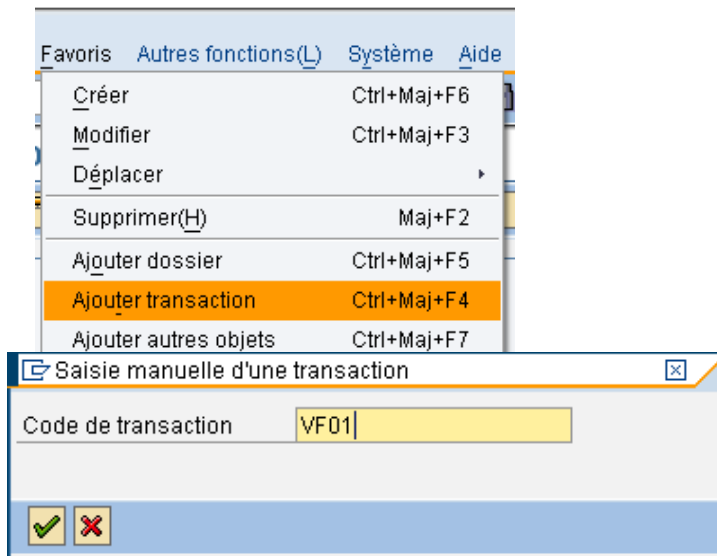 Favoris Autres fonctions(L) Système Aide
Créer Ctrl+Maj+F6
Modifier Ctrl+Maj+F3
Déplacer
Supprimer(H) Maj+F2
Ajouter dossier Ctrl+Maj+F5
Ajouter transaction Ctrl+Maj+F4
Ajouter autres objets Ctrl+Maj+F7
Saisie manuelle d'une transaction
Code de transaction VF01